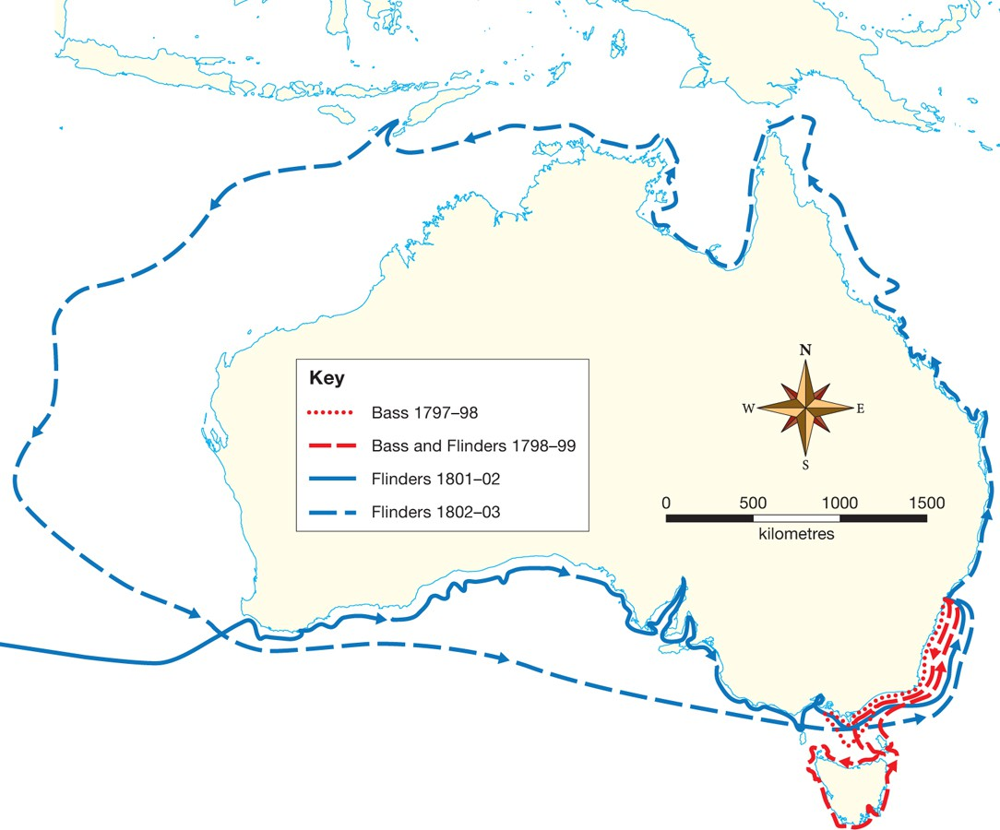 Key
Bass 1797–98
Bass and Flinders 1798–99
Flinders 1801–02
Flinders 1802–03
N
W E
S
0 500 1000 1500
kilometres